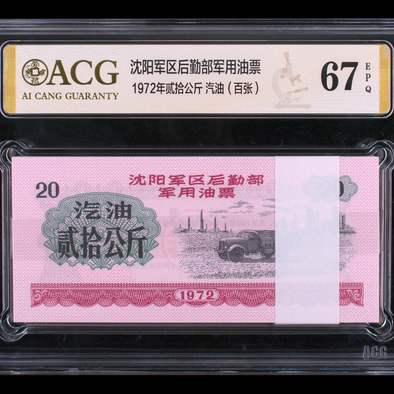 ACG
AI CANG GUARANTY
沈阳军区后勤部军用油票
1972年贰拾公斤 汽油（百张）
67
EPQ
20
沈阳军区后勤部
军用油票
汽油
贰拾公斤
1972
ACG